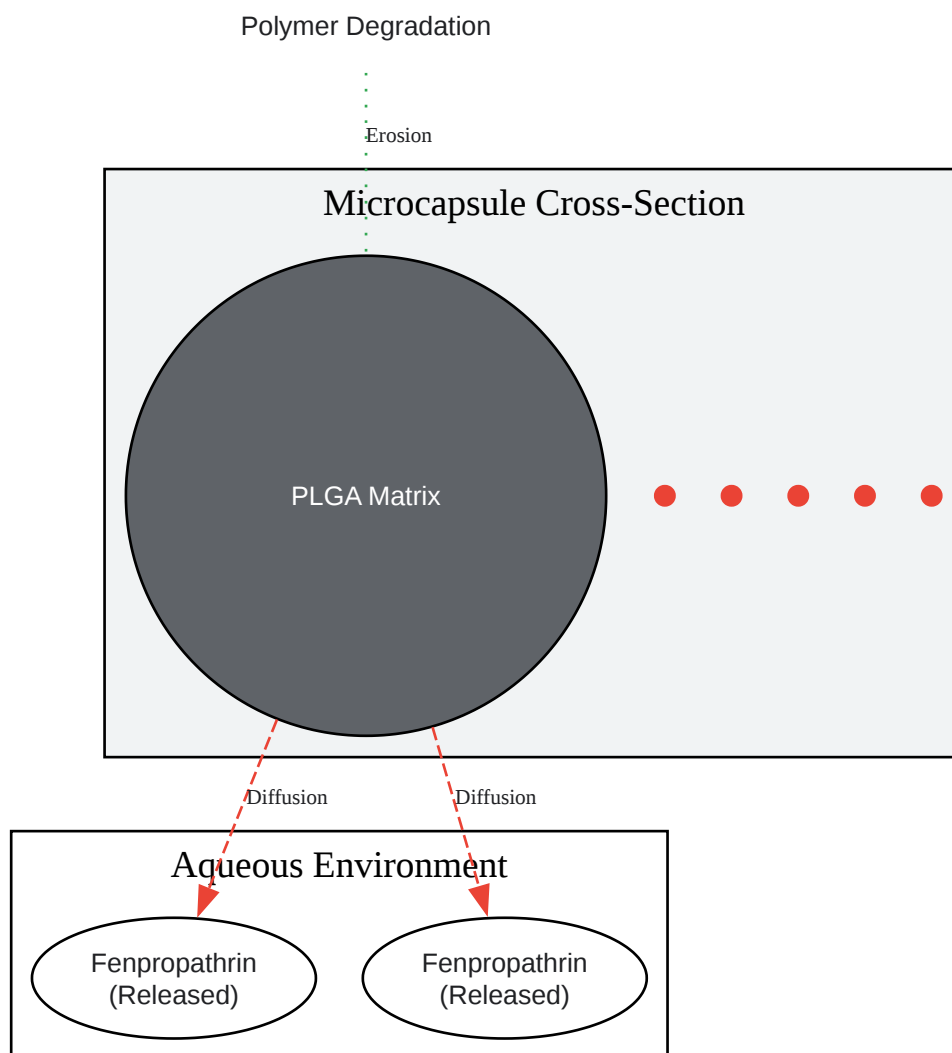 Polymer Degradation
Erosion
Microcapsule Cross-Section
PLGA Matrix
Diffusion
Diffusion
Aqueous Environment
Fenpropathrin
(Released)
Fenpropathrin
(Released)